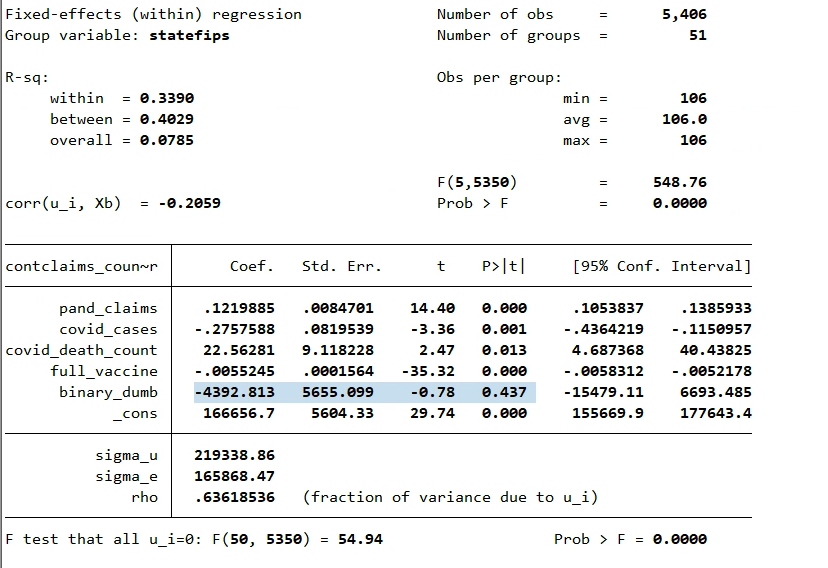 Fixed-effects (within) regression Number of obs = 5,406
Group variable: statefips Number of groups = 51
R-sq: Obs per group:
within = 0.3390 min = 106
between = 0.4029 avg = 106.0
overall = 0.0785 max = 106
F(5,5350) = 548.76
corr(u_i, Xb) = -0.2059 Prob > F = 0.0000
contclaims_coun~r Coef. Std. Err. t P>|t| [95% Conf. Interval]
pand_claims .1219885 .0084701 14.40 0.000 .1053837 .1385933
covid_cases -.2757588 .0819539 -3.36 0.001 -.4364219 -.1150957
covid_death_count 22.56281 9.118228 2.47 0.013 4.687368 40.43825
full_vaccine -.0055245 .0001564 -35.32 0.000 -.0058312 -.0052178
binary_dumb -4392.813 5655.099 -0.78 0.437 -15479.11 6693.485
_cons 166656.7 5604.33 29.74 0.000 155669.9 177643.4
sigma_u 219338.86
sigma_e 165868.47
rho .63618536 (fraction of variance due to u_i)
F test that all u_i=0: F(50, 5350) = 54.94 Prob > F = 0.0000